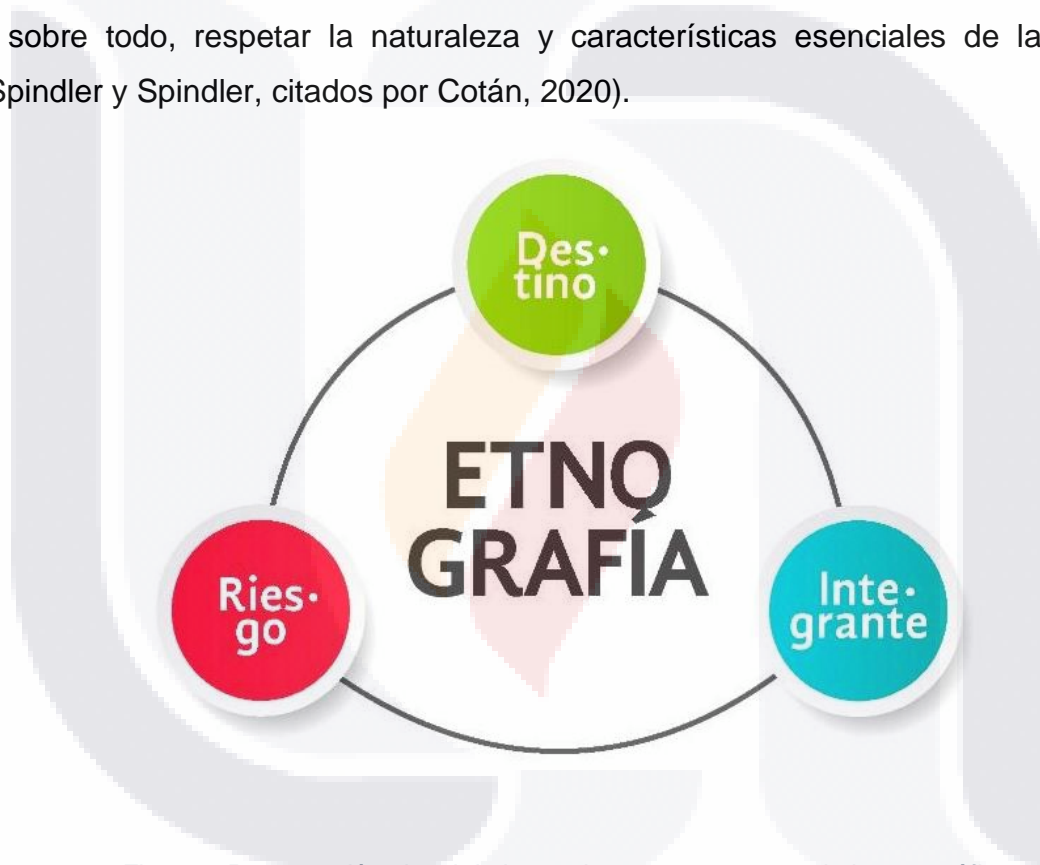 sobre todo, respetar la naturaleza y características esenciales de la
Spindler y Spindler, citados por Cotán, 2020).
Des·
tino
ETNO
GRAFÍA
Ries·
go
Inte·
grante